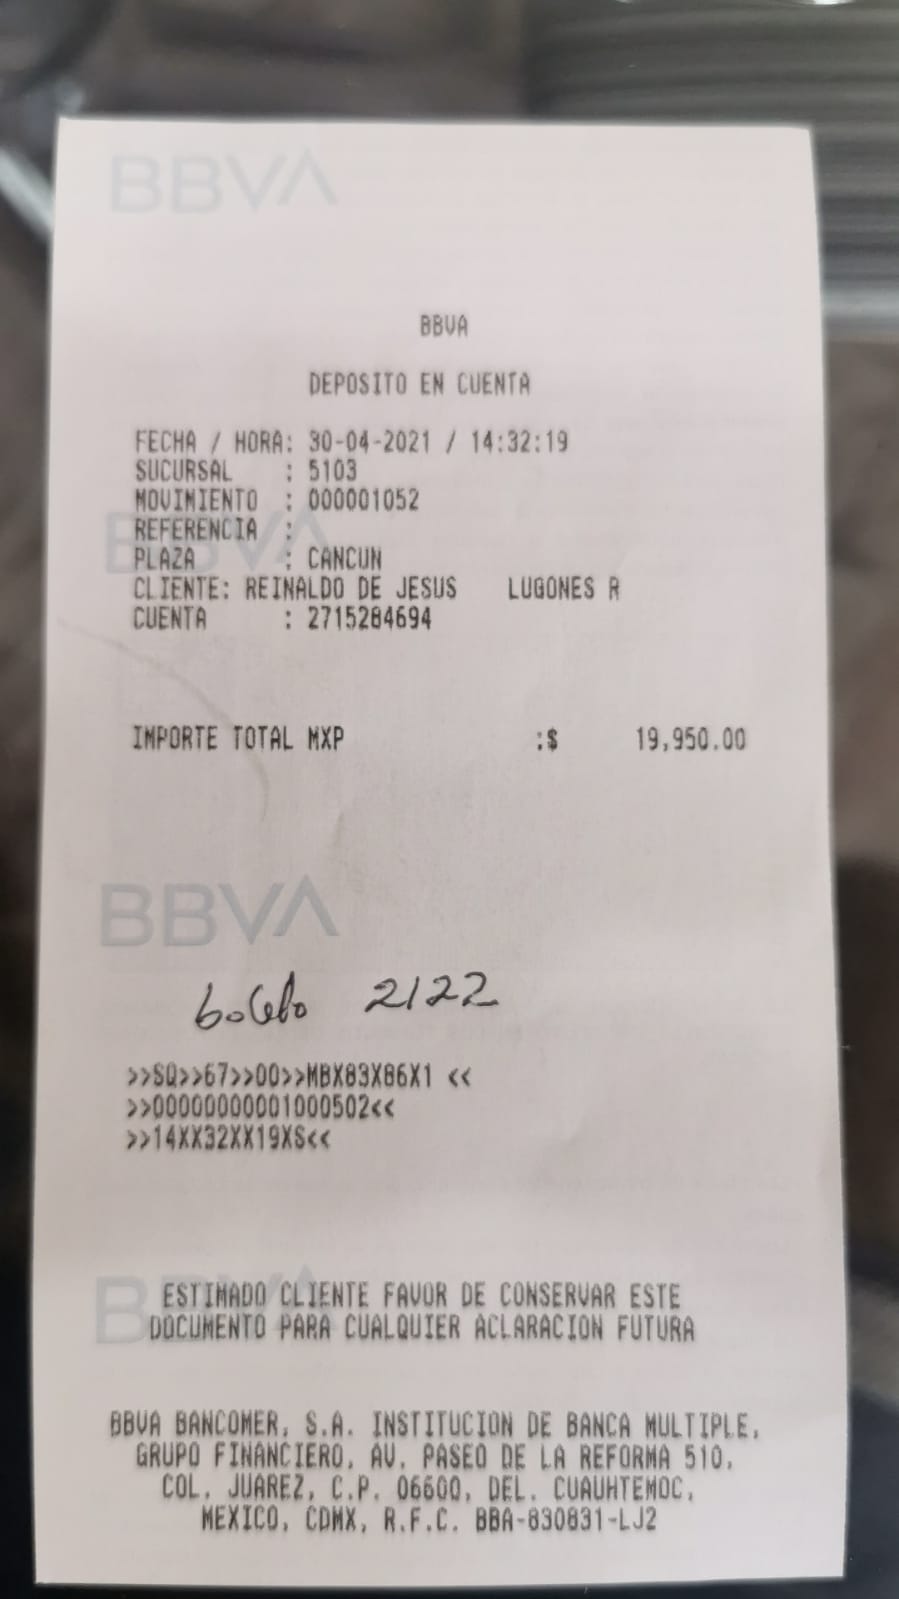 BBVA
BBVA
DEPOSITO EN CUENTA
FECHA / HORA: 30-04-2021 / 14:32:19
SUCURSAL : 5103
MOVIMIENTO : 000001052
REFERENCIA :
BBVA
PLAZA : CANCUN
CLIENTE: REINALDO DE JESUS LUGONES R
CUENTA : 2715284694
IMPORTE TOTAL MXP :$ 19,950.00
BBVA
boleto 2122
>>SQ>>67>>00>>MBX83X86X1 <<
>>00000000001000502<<
>>14XX32XX19XS<<
BBVA
ESTIMADO CLIENTE FAVOR DE CONSERVAR ESTE
DOCUMENTO PARA CUALQUIER ACLARACION FUTURA
BBVA BANCOMER, S.A. INSTITUCION DE BANCA MULTIPLE,
GRUPO FINANCIERO, AV. PASEO DE LA REFORMA 510,
COL. JUAREZ, C.P. 06600, DEL. CUAUHTEMOC,
MEXICO, CDMX, R.F.C. BBA-830831-LJ2